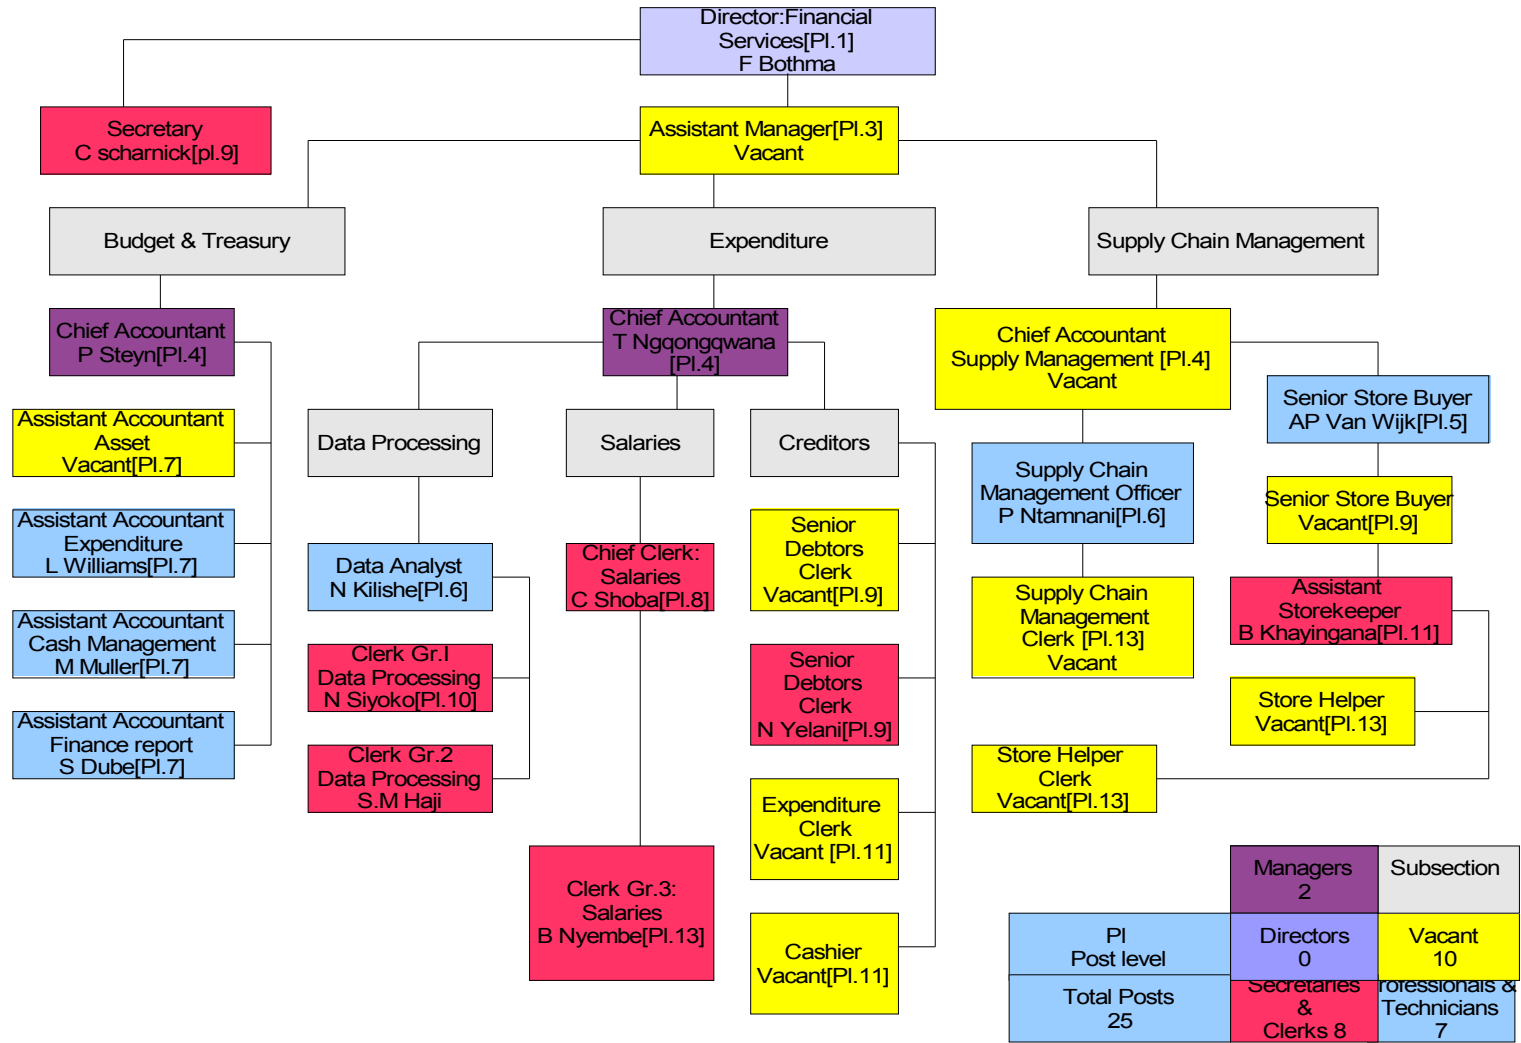 Director:Financial
Services[Pl.1]
F Bothma
Secretary
C scharnick[pl.9]
Assistant Manager[Pl.3]
Vacant
Budget & Treasury
Expenditure
Supply Chain Management
Chief Accountant
P Steyn[Pl.4]
Chief Accountant
T Ngqongqwana
[Pl.4]
Chief Accountant
Supply Management [Pl.4]
Vacant
Senior Store Buyer
AP Van Wijk[Pl.5]
Assistant Accountant
Asset
Vacant[Pl.7]
Data Processing
Salaries
Creditors
Supply Chain
Management Officer
P Ntamnani[Pl.6]
Senior Store Buyer
Vacant[Pl.9]
Assistant Accountant
Expenditure
L Williams[Pl.7]
Data Analyst
N Kilishe[Pl.6]
Chief Clerk:
Salaries
C Shoba[Pl.8]
Senior
Debtors
Clerk
Vacant[Pl.9]
Supply Chain
Management
Clerk [Pl.13]
Vacant
Assistant
Storekeeper
B Khayingana[Pl.11]
Assistant Accountant
Cash Management
M Muller[Pl.7]
Clerk Gr.I
Data Processing
N Siyoko[Pl.10]
Senior
Debtors
Clerk
N Yelani[Pl.9]
Store Helper
Vacant[Pl.13]
Assistant Accountant
Finance report
S Dube[Pl.7]
Clerk Gr.2
Data Processing
S.M Haji
Store Helper
Clerk
Vacant[Pl.13]
Expenditure
Clerk
Vacant [Pl.11]
Clerk Gr.3:
Salaries
B Nyembe[Pl.13]
Cashier
Vacant[Pl.11]
Managers
2
Subsection
Pl
Post level
Directors
0
Vacant
10
Total Posts
25
Secretaries
&
Clerks 8
rofessionals &
Technicians
7